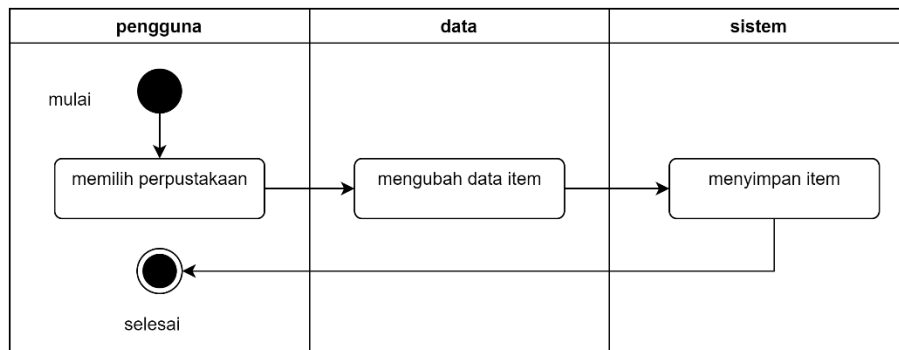 pengguna
data
sistem
mulai
memilih perpustakaan
mengubah data item
menyimpan item
selesai